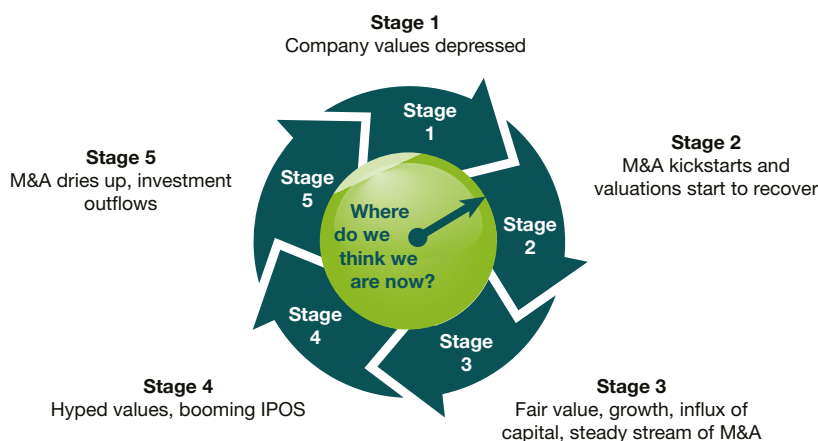 Stage 1
Company values depressed
Stage
1
Stage 2
M&A kickstarts and
valuations start to recover
Stage
2
Stage 3
Fair value, growth, influx of
capital, steady stream of M&A
Stage
3
Stage 4
Hyped values, booming IPOS
Stage
4
Stage 5
M&A dries up, investment
outflows
Stage
5
Where
do we
think we
are now?